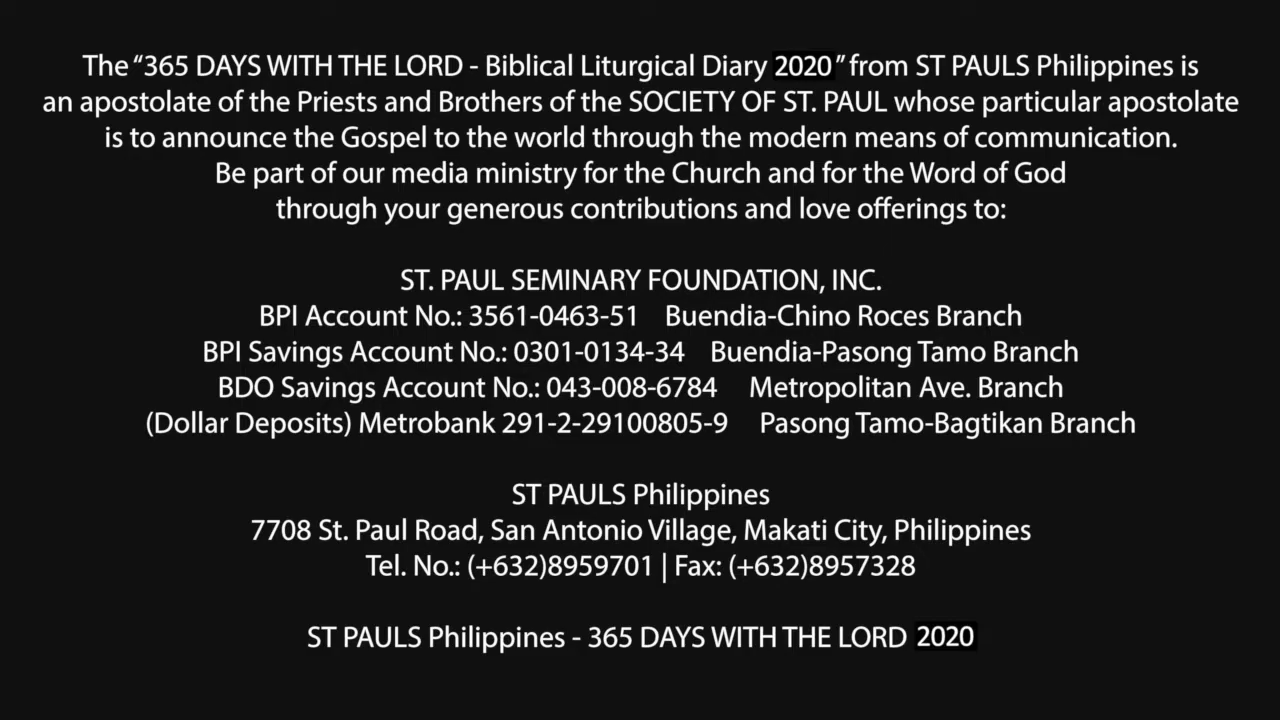 The “365 DAYS WITH THE LORD - Biblical Liturgical Diary 2020” from ST PAULS Philippines is
an apostolate of the Priests and Brothers of the SOCIETY OF ST. PAUL whose particular apostolate
is to announce the Gospel to the world through the modern means of communication.
Be part of our media ministry for the Church and for the Word of God
through your generous contributions and love offerings to:
ST. PAUL SEMINARY FOUNDATION, INC.
BPI Account No.: 3561-0463-51 Buendia-Chino Roces Branch
BPI Savings Account No.: 0301-0134-34 Buendia-Pasong Tamo Branch
BDO Savings Account No.: 043-008-6784 Metropolitan Ave. Branch
(Dollar Deposits) Metrobank 291-2-29100805-9 Pasong Tamo-Bagtikan Branch
ST PAULS Philippines
7708 St. Paul Road, San Antonio Village, Makati City, Philippines
Tel. No.: (+632)8959701 | Fax: (+632)8957328
ST PAULS Philippines - 365 DAYS WITH THE LORD 2020